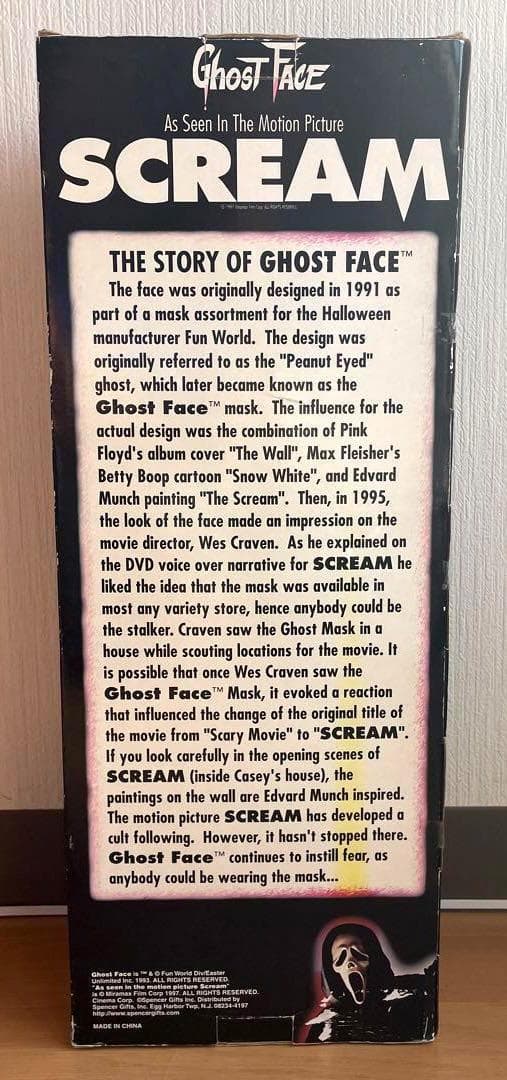 Ghost Face
As Seen In The Motion Picture
SCREAM
THE STORY OF GHOST FACE™
The face was originally designed in 1991 as
part of a mask assortment for the Halloween
manufacturer Fun World. The design was
originally referred to as the "Peanut Eyed"
ghost, which later became known as the
Ghost Face™ mask. The influence for the
actual design was the combination of Pink
Floyd's album cover "The Wall", Max Fleisher's
Betty Boop cartoon "Snow White", and Edvard
Munch painting "The Scream". Then, in 1995,
the look of the face made an impression on the
movie director, Wes Craven. As he explained on
the DVD voice over narrative for SCREAM he
liked the idea that the mask was available in
most any variety store, hence anybody could be
the stalker. Craven saw the Ghost Mask in a
house while scouting locations for the movie. It
is possible that once Wes Craven saw the
Ghost Face™ Mask, it evoked a reaction
that influenced the change of the original title of
the movie from "Scary Movie" to "SCREAM".
If you look carefully in the opening scenes of
SCREAM (inside Casey's house), the
paintings on the wall are Edvard Munch inspired.
The motion picture SCREAM has developed a
cult following. However, it hasn't stopped there.
Ghost Face™ continues to instill fear, as
anybody could be wearing the mask...
Ghost Face is ™ & © Fun World Div/Easter
Unlimited Inc. 1993. ALL RIGHTS RESERVED.
"As seen in the motion picture Scream"
is © Miramax Film Corp 1997. ALL RIGHTS RESERVED.
Cinema Corp. ©Spencer Gifts Inc. Distributed by
Spencer Gifts, Inc. Egg Harbor Twp, N.J. 08234-4197
http://www.spencergifts.com
MADE IN CHINA